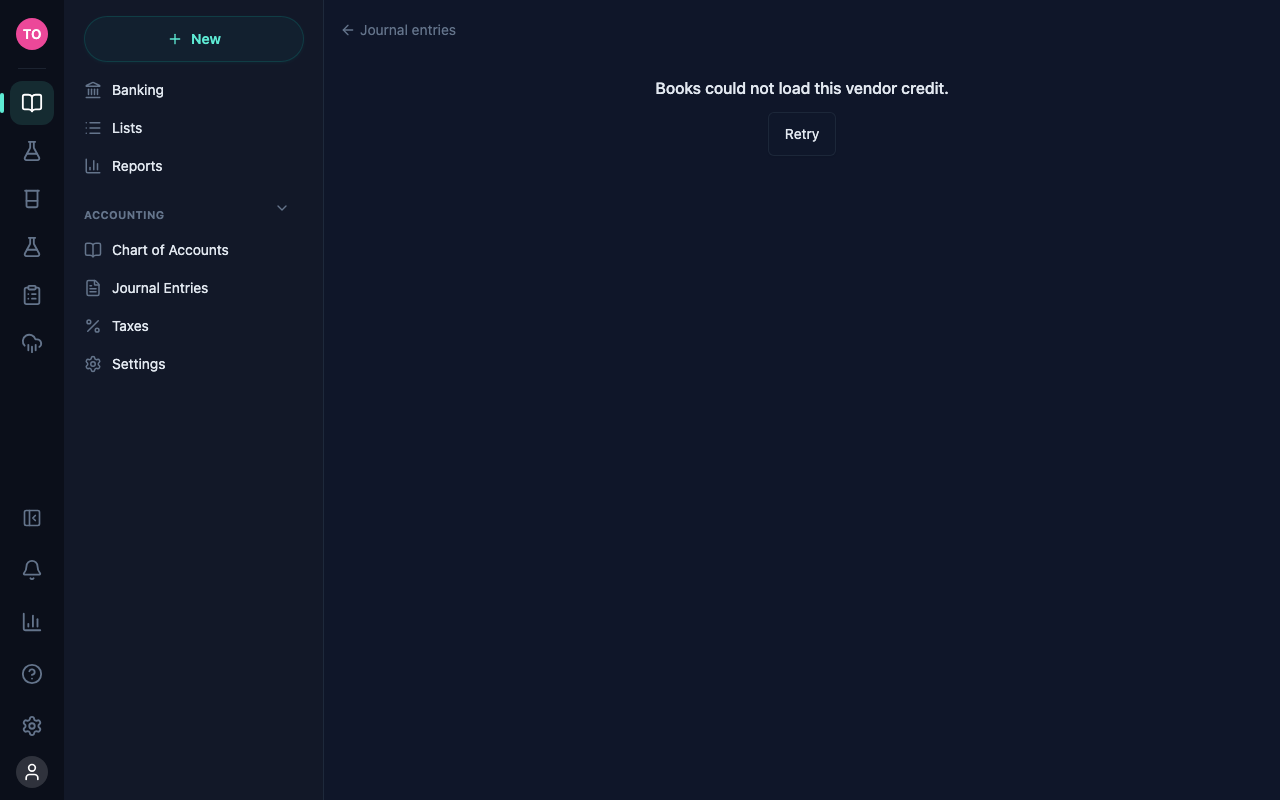 TO
New
Banking
Lists
Reports
ACCOUNTING
Chart of Accounts
Journal Entries
Taxes
Settings
Journal entries
Books could not load this vendor credit.
Retry